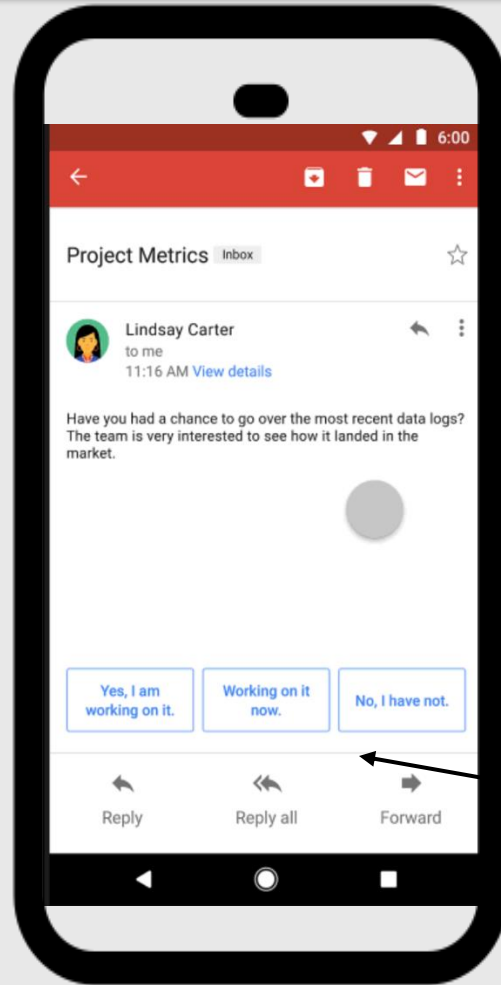 6:00
Project Metrics Inbox
Lindsay Carter
to me
11:16 AM View details
Have you had a chance to go over the most recent data logs?
The team is very interested to see how it landed in the
market.
Yes, I am
working on it.
Working on it
now.
No, I have not.
Reply
Reply all
Forward